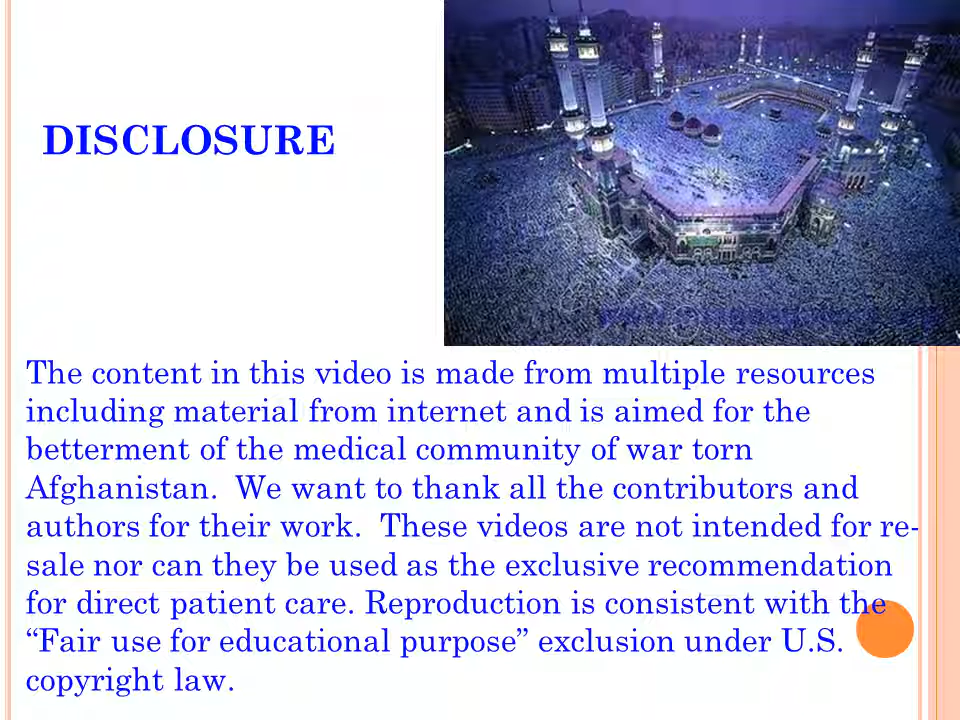 DISCLOSURE
The content in this video is made from multiple resources
including material from internet and is aimed for the
betterment of the medical community of war torn
Afghanistan.  We want to thank all the contributors and
authors for their work.  These videos are not intended for re-
sale nor can they be used as the exclusive recommendation
for direct patient care. Reproduction is consistent with the
“Fair use for educational purpose” exclusion under U.S.
copyright law.